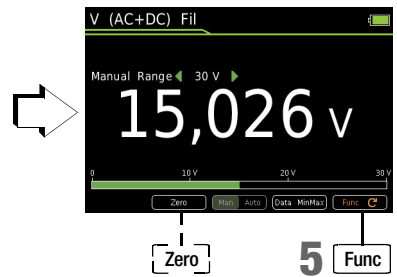 V (AC+DC) Fil
Manual Range 30 V
15,026 V
0 10 V 20 V 30 V
Zero Man Auto Data MinMax Func
Zero 5 Func